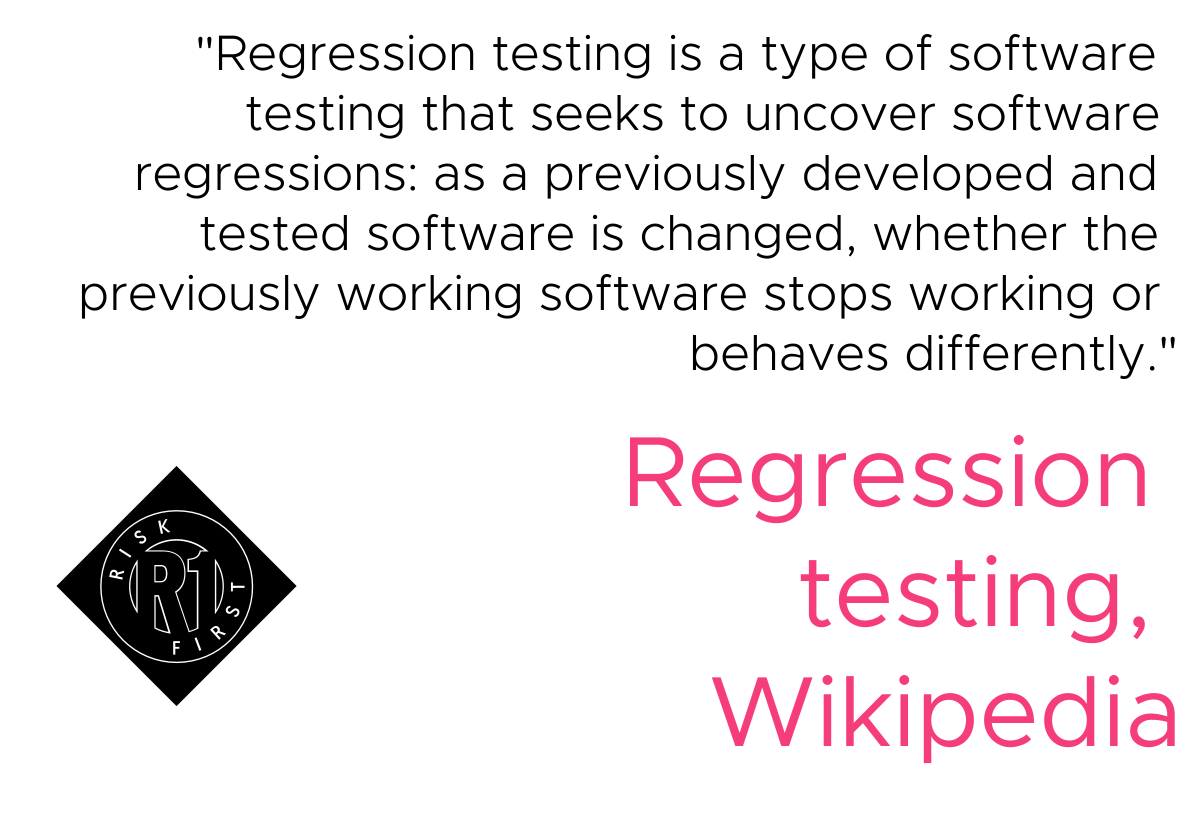 "Regression testing is a type of software
testing that seeks to uncover software
regressions: as a previously developed and
tested software is changed, whether the
previously working software stops working or
behaves differently."
Regression
testing,
Wikipedia
RISK
R1
FIRST